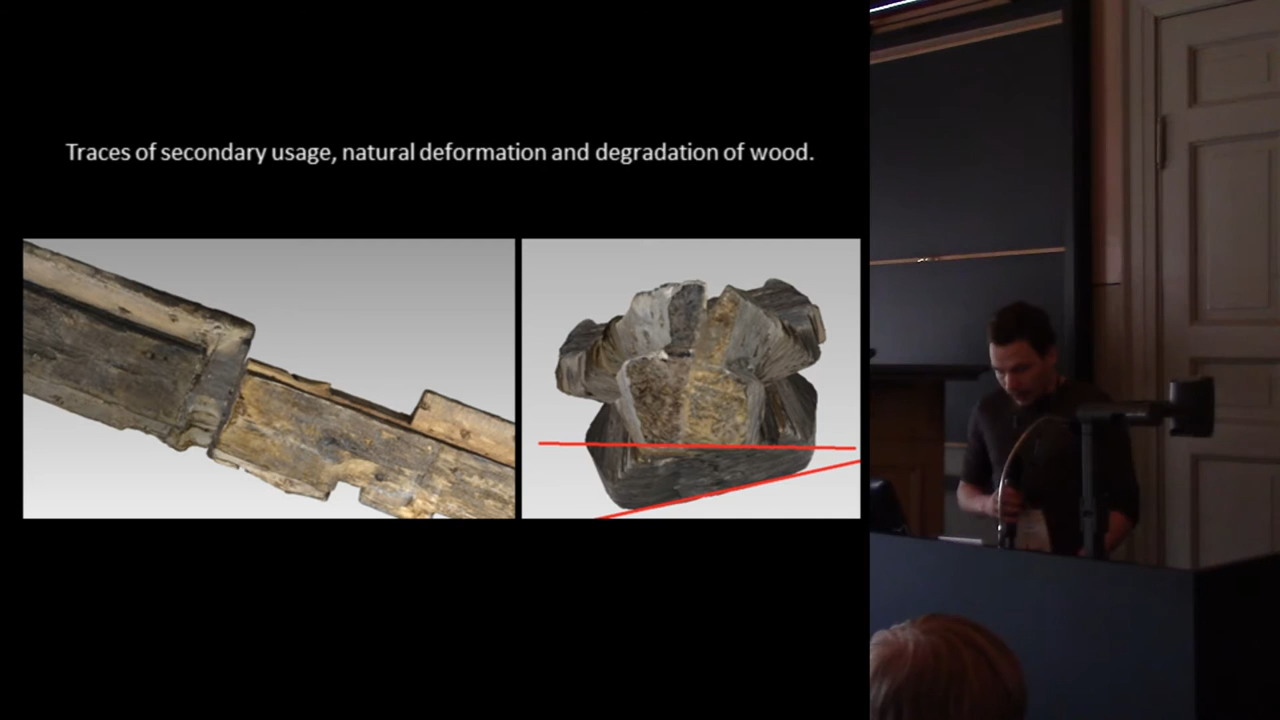 Traces of secondary usage, natural deformation and degradation of wood.